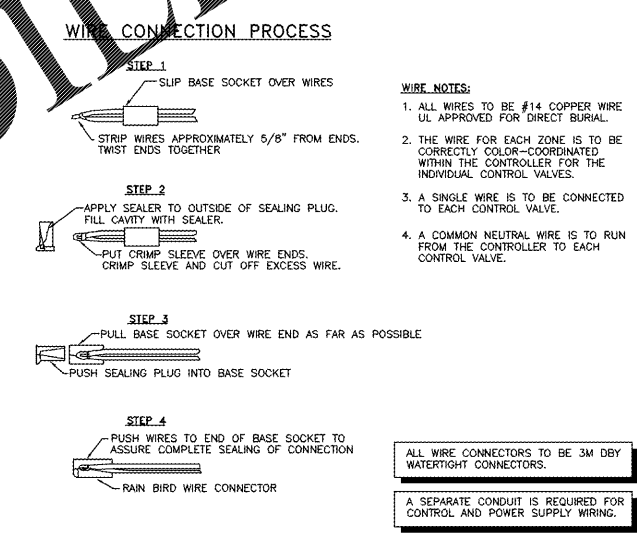 WIRE CONNECTION PROCESS
STEP 1
SLIP BASE SOCKET OVER WIRES
STRIP WIRES APPROXIMATELY 5/8" FROM ENDS.
TWIST ENDS TOGETHER
STEP 2
APPLY SEALER TO OUTSIDE OF SEALING PLUG.
FILL CAVITY WITH SEALER.
PUT CRIMP SLEEVE OVER WIRE ENDS.
CRIMP SLEEVE AND CUT OFF EXCESS WIRE.
STEP 3
PULL BASE SOCKET OVER WIRE END AS FAR AS POSSIBLE
PUSH SEALING PLUG INTO BASE SOCKET
STEP 4
PUSH WIRES TO END OF BASE SOCKET TO
ASSURE COMPLETE SEALING OF CONNECTION
RAIN BIRD WIRE CONNECTOR
WIRE NOTES:
1. ALL WIRES TO BE #14 COPPER WIRE
UL APPROVED FOR DIRECT BURIAL.
2. THE WIRE FOR EACH ZONE IS TO BE
CORRECTLY COLOR-COORDINATED
WITHIN THE CONTROLLER FOR THE
INDIVIDUAL CONTROL VALVES.
3. A SINGLE WIRE IS TO BE CONNECTED
TO EACH CONTROL VALVE.
4. A COMMON NEUTRAL WIRE IS TO RUN
FROM THE CONTROLLER TO EACH
CONTROL VALVE.
ALL WIRE CONNECTORS TO BE 3M DBY
WATERTIGHT CONNECTORS.
A SEPARATE CONDUIT IS REQUIRED FOR
CONTROL AND POWER SUPPLY WIRING.